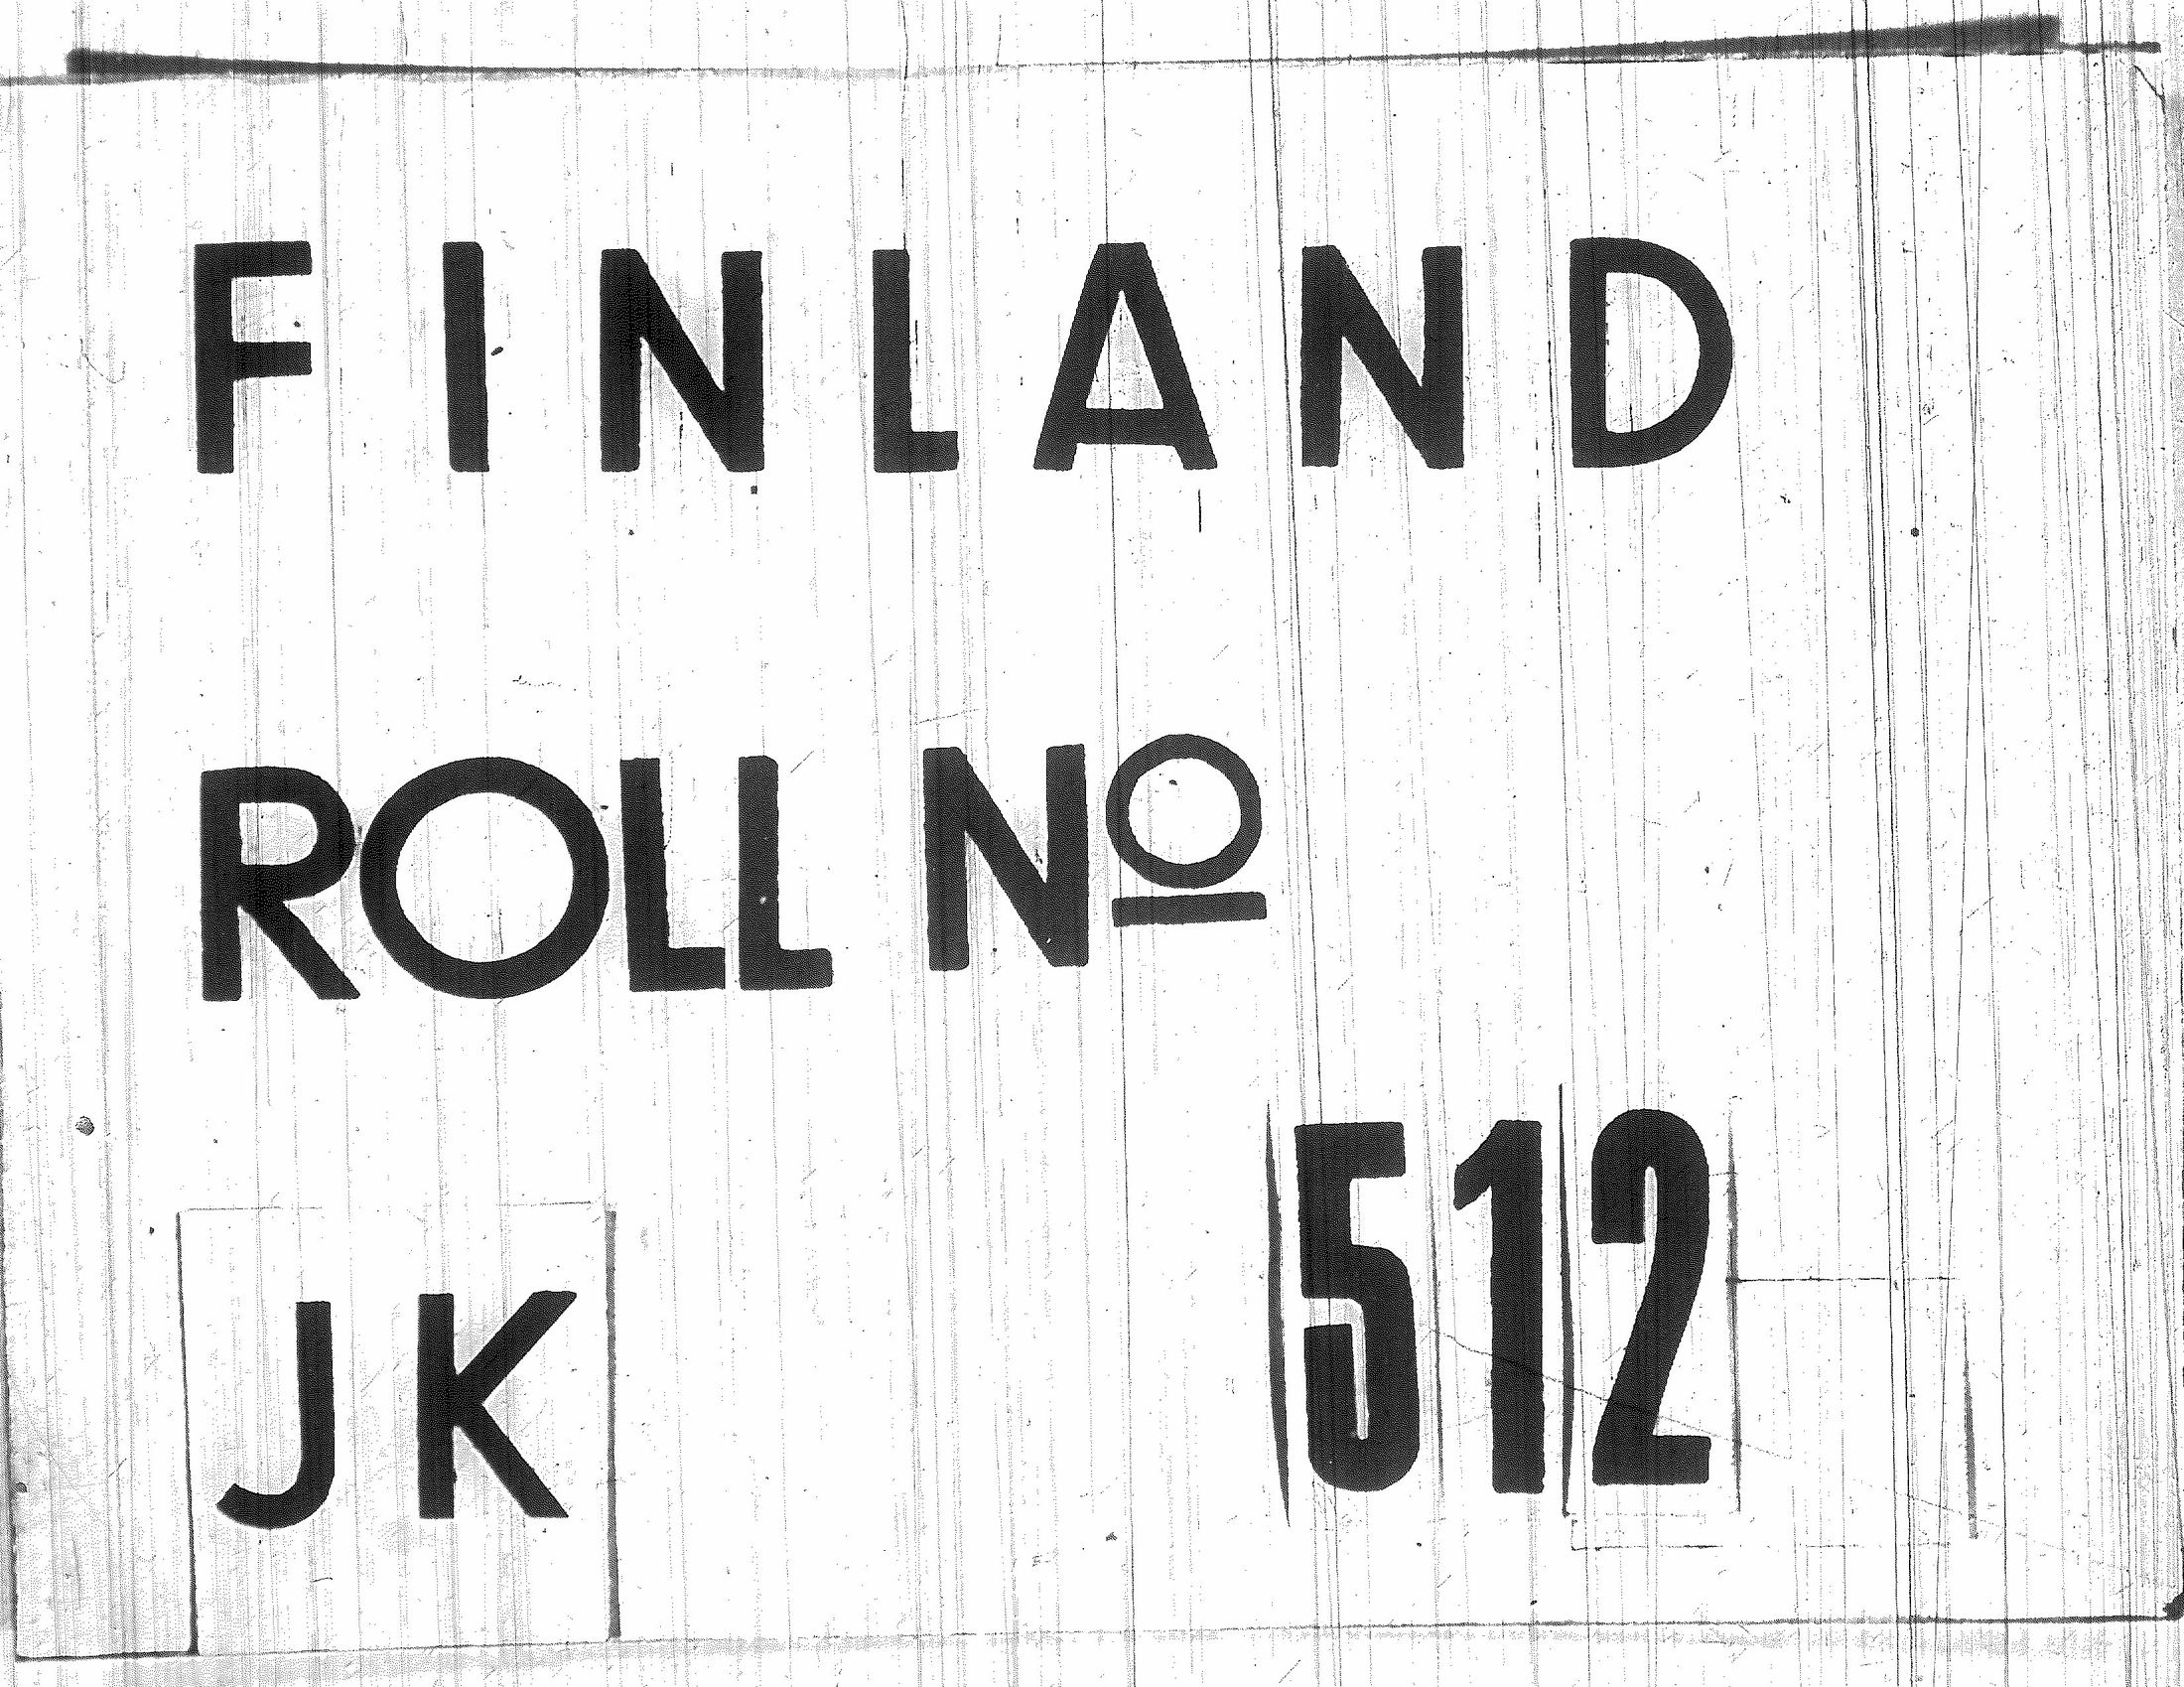 FINLAND
ROLL Nº
512
JK